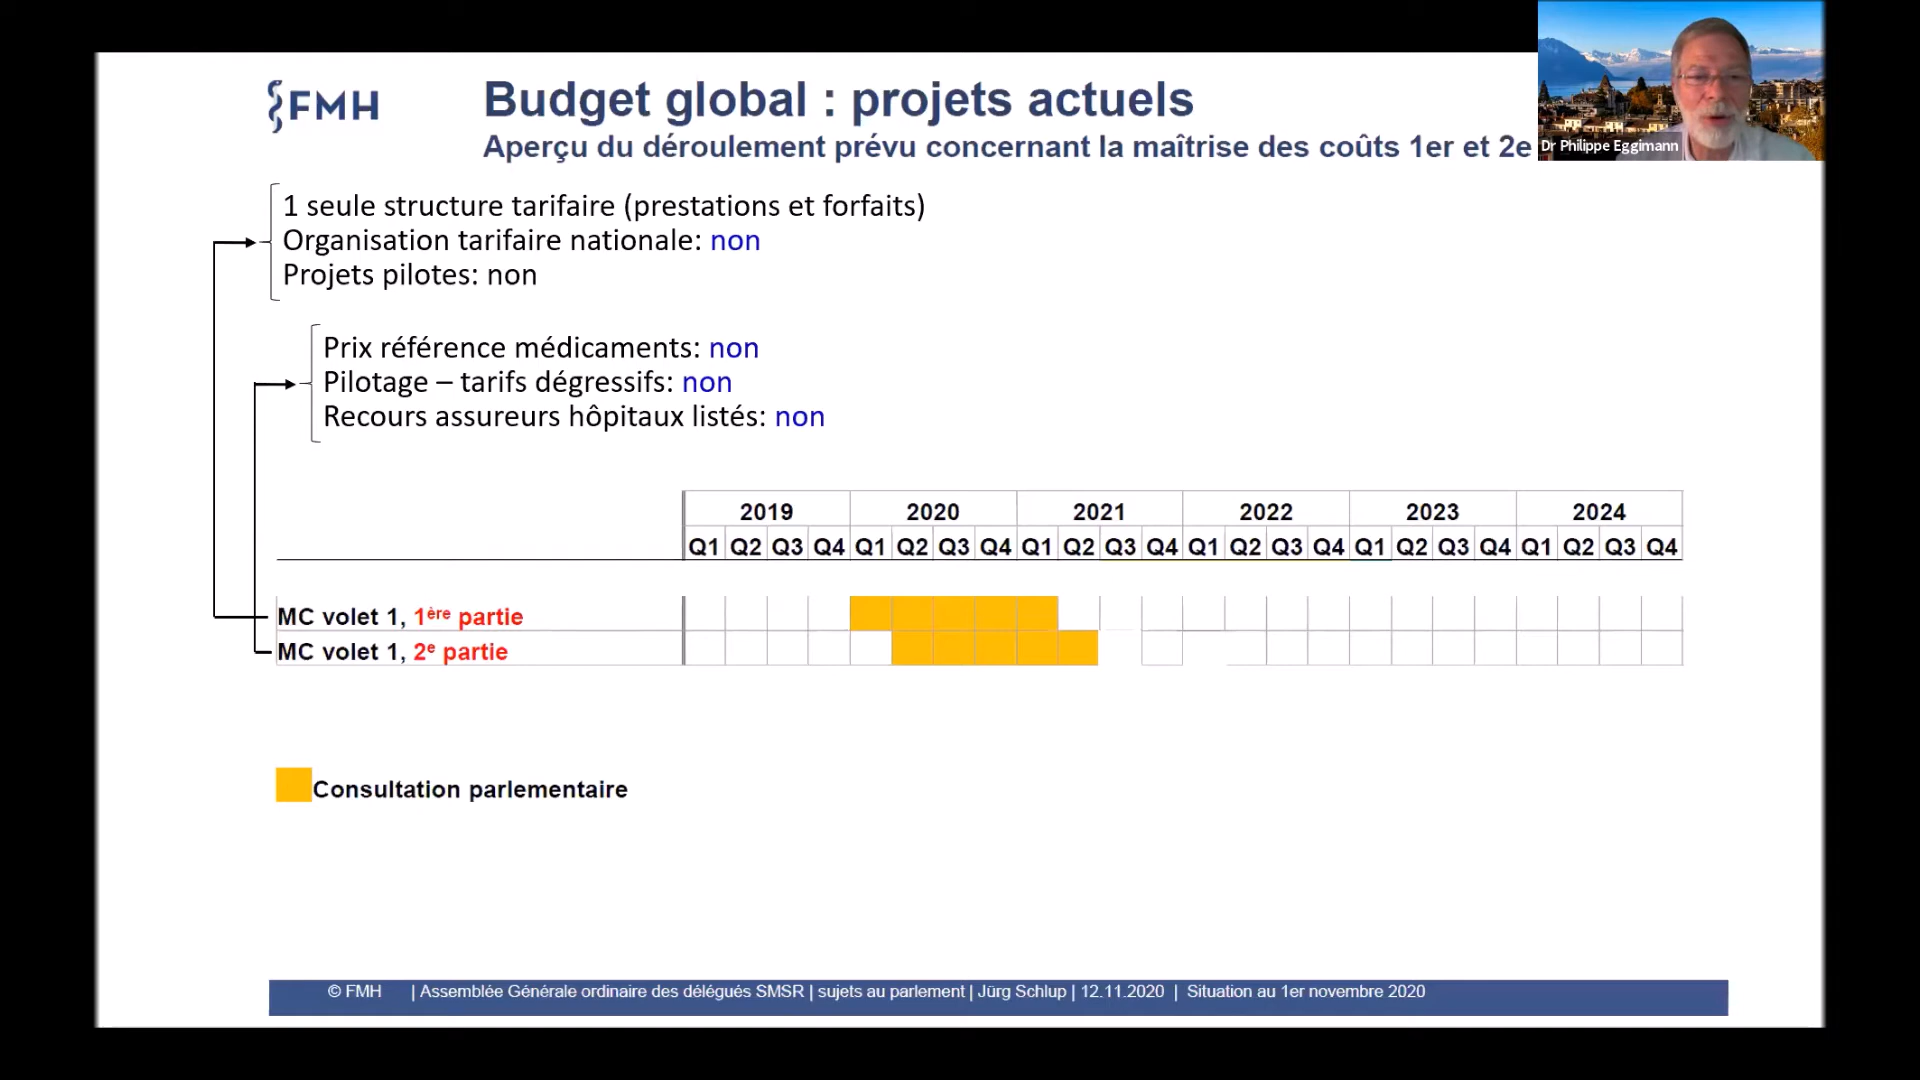 FMH
Budget global : projets actuels
Aperçu du déroulement prévu concernant la maîtrise des coûts 1er et 2e
Dr Philippe Eggimann
1 seule structure tarifaire (prestations et forfaits)
Organisation tarifaire nationale: non
Projets pilotes: non
Prix référence médicaments: non
Pilotage – tarifs dégressifs: non
Recours assureurs hôpitaux listés: non
2019 2020 2021 2022 2023 2024
Q1 Q2 Q3 Q4 Q1 Q2 Q3 Q4 Q1 Q2 Q3 Q4 Q1 Q2 Q3 Q4 Q1 Q2 Q3 Q4 Q1 Q2 Q3 Q4
MC volet 1, 1ère partie
MC volet 1, 2e partie
Consultation parlementaire
© FMH | Assemblée Générale ordinaire des délégués SMSR | sujets au parlement | Jürg Schlup | 12.11.2020 | Situation au 1er novembre 2020